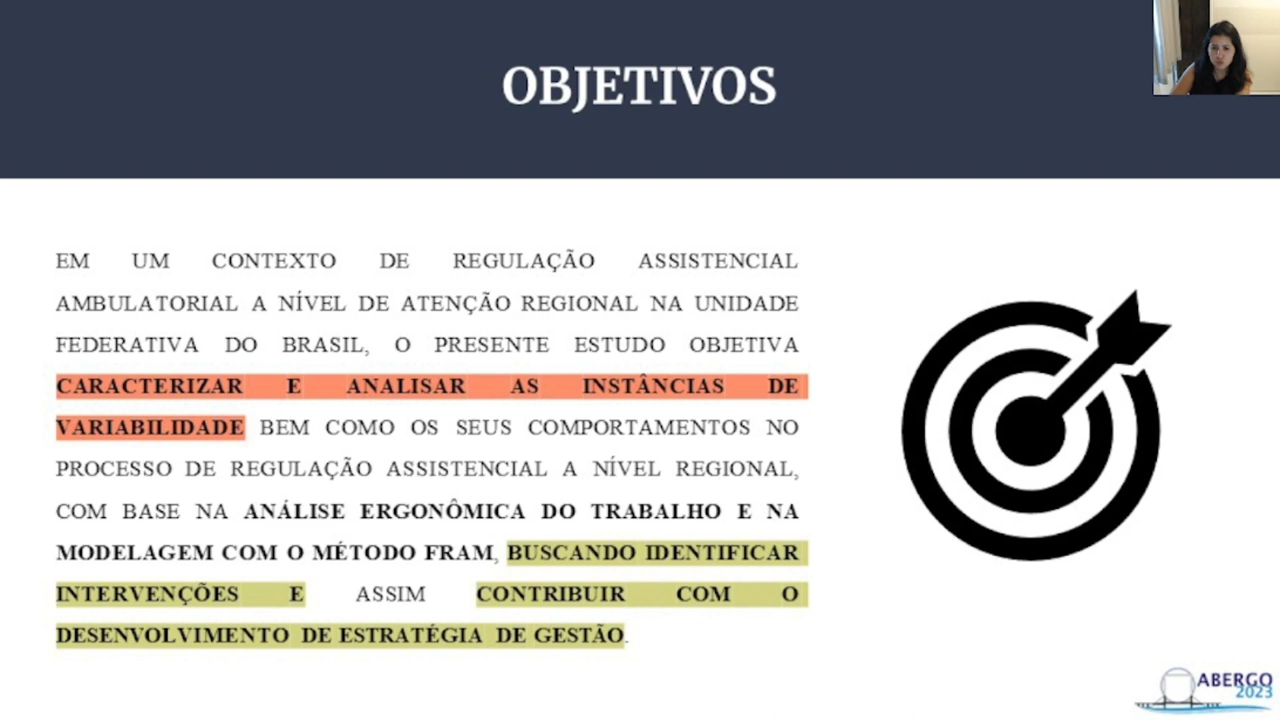 OBJETIVOS
EM UM CONTEXTO DE REGULAÇÃO ASSISTENCIAL
AMBULATORIAL A NÍVEL DE ATENÇÃO REGIONAL NA UNIDADE
FEDERATIVA DO BRASIL, O PRESENTE ESTUDO OBJETIVA
CARACTERIZAR E ANALISAR AS INSTÂNCIAS DE
VARIABILIDADE BEM COMO OS SEUS COMPORTAMENTOS NO
PROCESSO DE REGULAÇÃO ASSISTENCIAL A NÍVEL REGIONAL,
COM BASE NA ANÁLISE ERGONÔMICA DO TRABALHO E NA
MODELAGEM COM O MÉTODO FRAM, BUSCANDO IDENTIFICAR
INTERVENÇÕES E ASSIM CONTRIBUIR COM O
DESENVOLVIMENTO DE ESTRATÉGIA DE GESTÃO.
ABERGO
2023